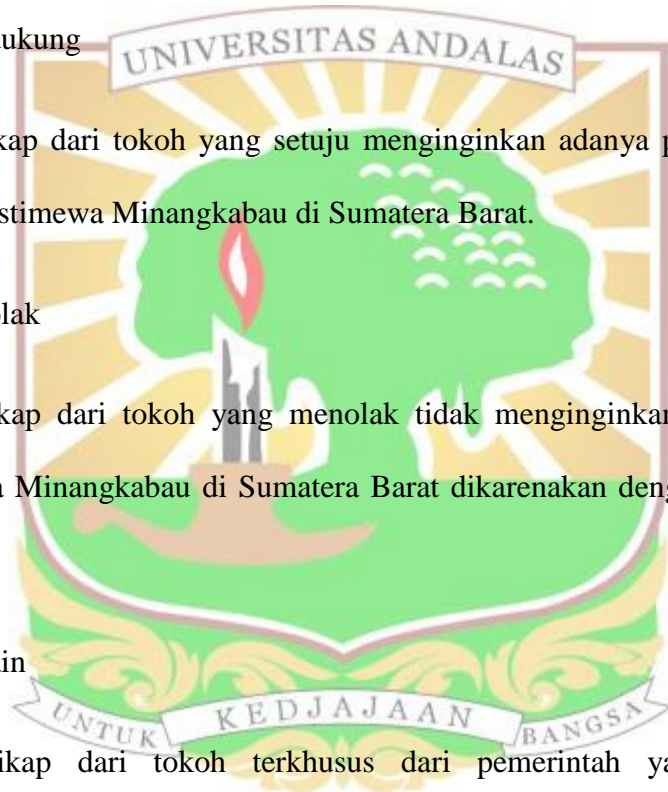 ukung
UNIVERSITAS ANDALAS
kap dari tokoh yang setuju menginginkan adanya p
stimewa Minangkabau di Sumatera Barat.
olak
kap dari tokoh yang menolak tidak menginginkan
a Minangkabau di Sumatera Barat dikarenakan deng
in
UNTUK KEDJAJAAN BANGSA
ikap dari tokoh terkhusus dari pemerintah ya